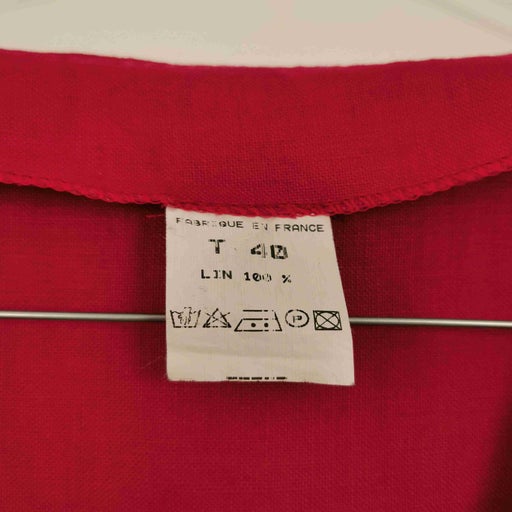 FABRIQUE EN FRANCE
T 40
LIN 100 %
P